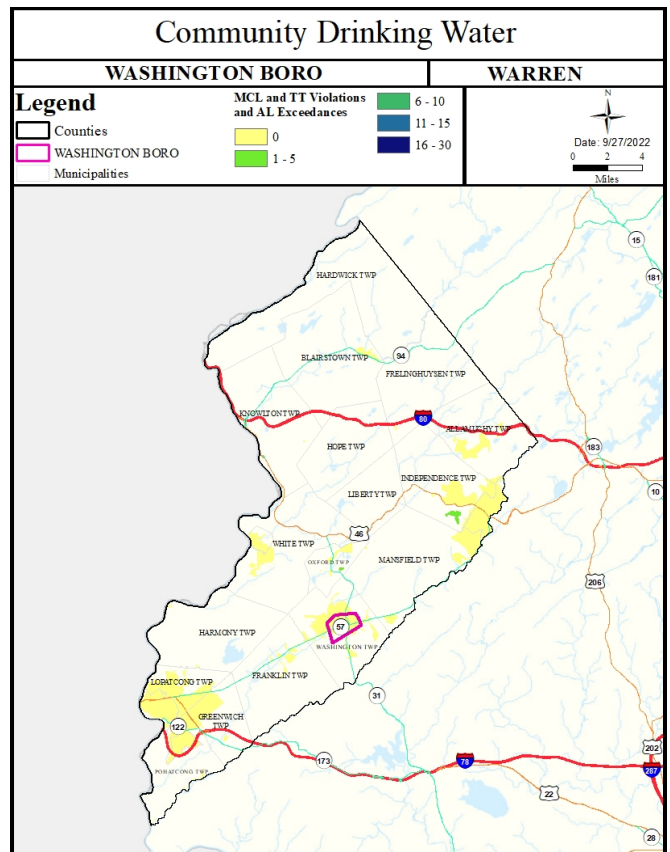 Community Drinking Water
WASHINGTON BORO
WARREN
Legend
Counties
WASHINGTON BORO
Municipalities
MCL and TT Violations
and AL Exceedances
0
1 - 5
6 - 10
11 - 15
16 - 30
N
Date: 9/27/2022
0 2 4
Miles
HARDWICK TWP
15
181
BLAIRSTOWN TWP
94
FRELINGHUYSEN TWP
KNOWLTON TWP
80
ALLAMUCHY TWP
HOPE TWP
183
INDEPENDENCE TWP
10
LIBERTY TWP
46
WHITE TWP
OXFORD TWP
MANSFIELD TWP
206
57
HARMONY TWP
WASHINGTON TWP
FRANKLIN TWP
LOPATCONG TWP
31
GREENWICH
TWP
122
202
173
78
POHATCONG TWP
287
22
28